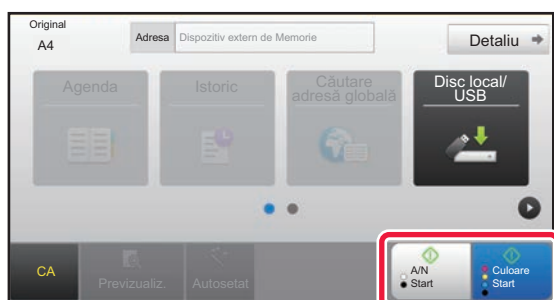 Original
A4
Adresa
Dispozitiv extern de Memorie
Detaliu
Agenda
Istoric
Căutare
adresă globală
Disc local/
USB
CA
Previzualiz.
Autosetat
A/N
Start
Culoare
Start